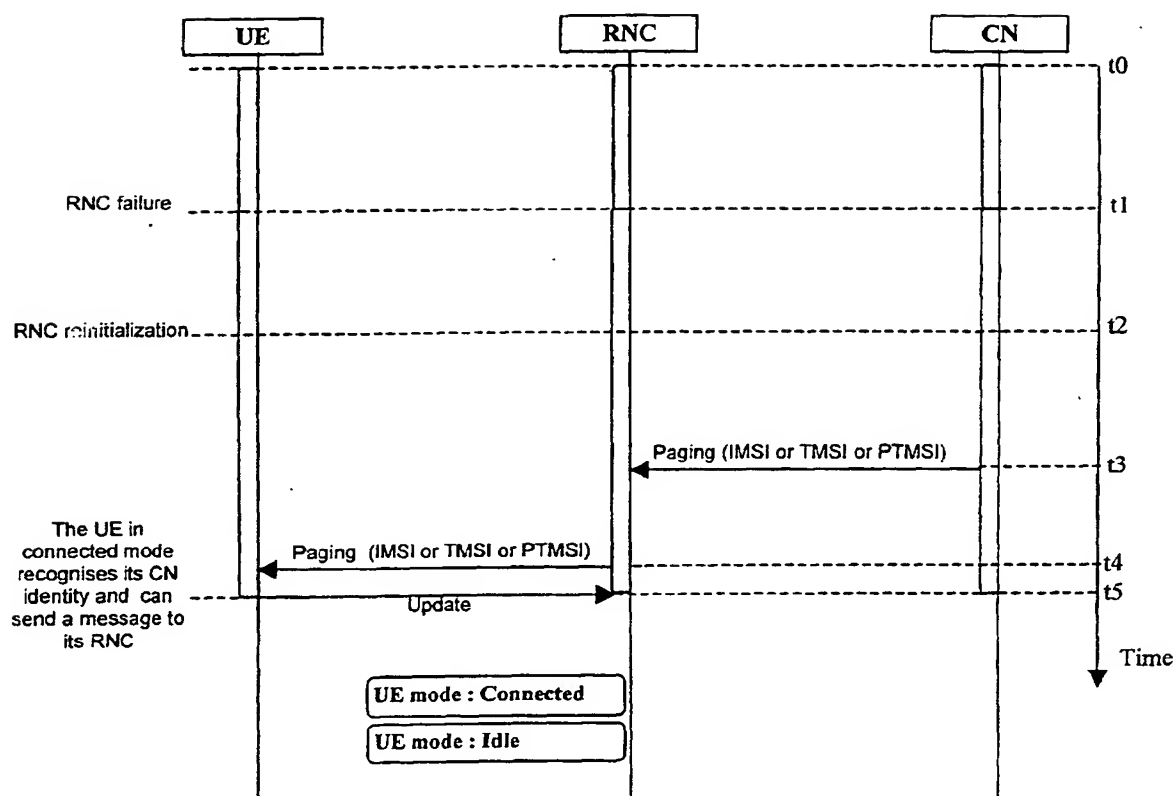 UE
RNC
CN
t0
RNC failure
t1
RNC reinitialization
t2
Paging (IMSI or TMSI or PTMSI)
t3
The UE in
connected mode
recognises its CN
identity and can
send a message to
its RNC
Paging (IMSI or TMSI or PTMSI)
t4
Update
t5
Time
UE mode : Connected
UE mode : Idle